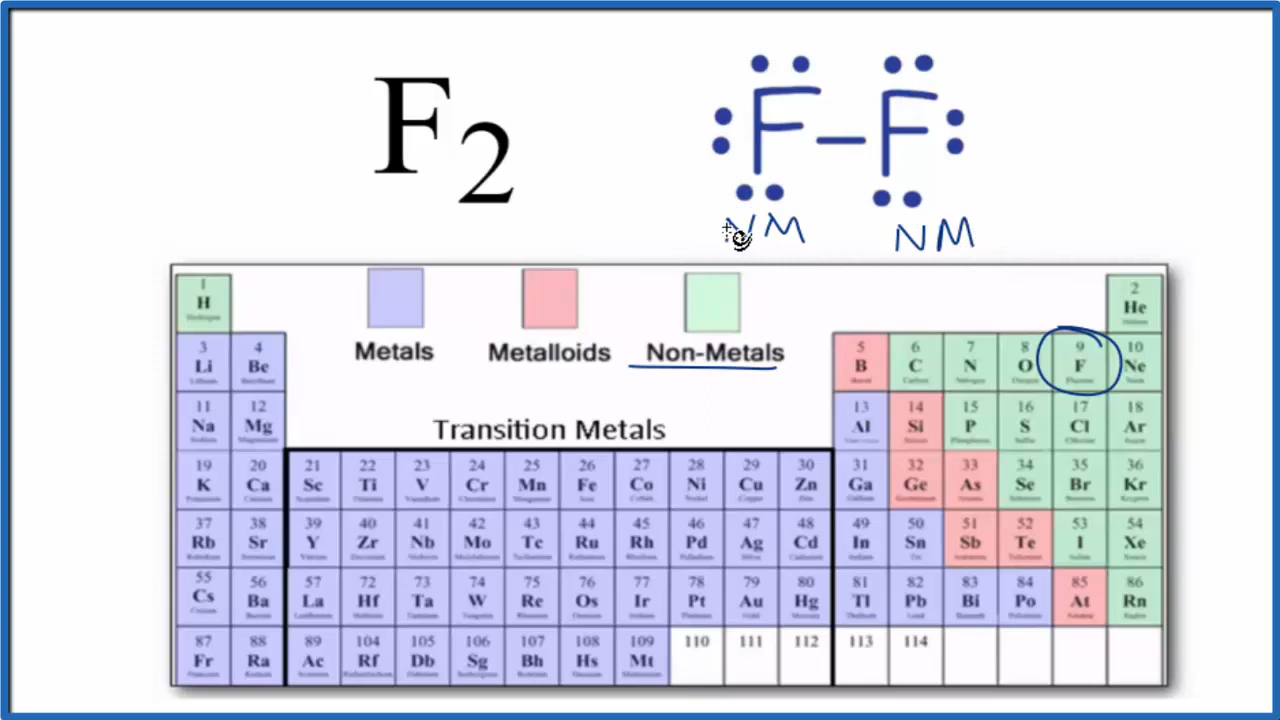 F2
F – F
NM NM
Metals Metalloids Non-Metals
Transition Metals
1 2
H He
3 4 5 6 7 8 9 10
Li Be B C N O F Ne
11 12 13 14 15 16 17 18
Na Mg Al Si P S Cl Ar
19 20 21 22 23 24 25 26 27 28 29 30 31 32 33 34 35 36
K Ca Sc Ti V Cr Mn Fe Co Ni Cu Zn Ga Ge As Se Br Kr
37 38 39 40 41 42 43 44 45 46 47 48 49 50 51 52 53 54
Rb Sr Y Zr Nb Mo Tc Ru Rh Pd Ag Cd In Sn Sb Te I Xe
55 56 57 72 73 74 75 76 77 78 79 80 81 82 83 84 85 86
Cs Ba La Hf Ta W Re Os Ir Pt Au Hg Tl Pb Bi Po At Rn
87 88 89 104 105 106 107 108 109 110 111 112 113 114
Fr Ra Ac Rf Db Sg Bh Hs Mt